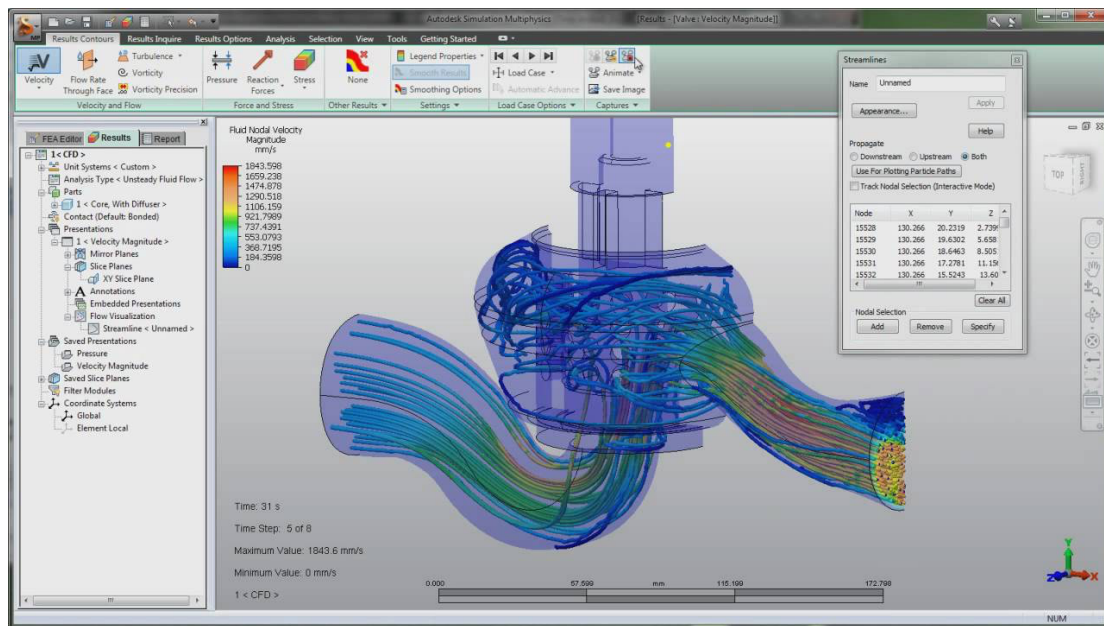 Autodesk Simulation Multiphysics [Results - [Valve: Velocity Magnitude]]
MP
Results Contours Results Inquire Results Options Analysis Selection View Tools Getting Started
Velocity
Flow Rate Through Face
Turbulence
Vorticity
Vorticity Precision
Velocity and Flow
Pressure
Reaction Forces
Stress
Force and Stress
None
Other Results
Legend Properties
Smooth Results
Smoothing Options
Settings
Load Case
Automatic Advance
Load Case Options
Animate
Save Image
Captures
FEA Editor Results Report
1 < CFD >
Unit Systems < Custom >
Analysis Type < Unsteady Fluid Flow >
Parts
1 < Core, With Diffuser >
Contact (Default: Bonded)
Presentations
1 < Velocity Magnitude >
Mirror Planes
Slice Planes
XY Slice Plane
Annotations
Embedded Presentations
Flow Visualization
Streamline < Unnamed >
Saved Presentations
Pressure
Velocity Magnitude
Saved Slice Planes
Filter Modules
Coordinate Systems
Global
Element Local
Fluid Nodal Velocity
Magnitude
mm/s
1843.598
1659.238
1474.878
1290.518
1106.159
921.7989
737.4391
553.0793
368.7195
184.3598
0
Time: 31 s
Time Step: 5 of 8
Maximum Value: 1843.6 mm/s
Minimum Value: 0 mm/s
1 < CFD >
0.000 57.599 mm 115.199 172.798
Streamlines
Name Unnamed
Apply
Appearance...
Help
Propagate
Downstream Upstream Both
Use For Plotting Particle Paths
Track Nodal Selection (Interactive Mode)
Node X Y Z
15528 130.266 20.2319 2.739
15529 130.266 19.6302 5.658
15530 130.266 18.6463 8.505
15531 130.266 17.2781 11.15
15532 130.266 15.5243 13.60
Clear All
Nodal Selection
Add Remove Specify
TOP RIGHT
Y
Z X
NUM